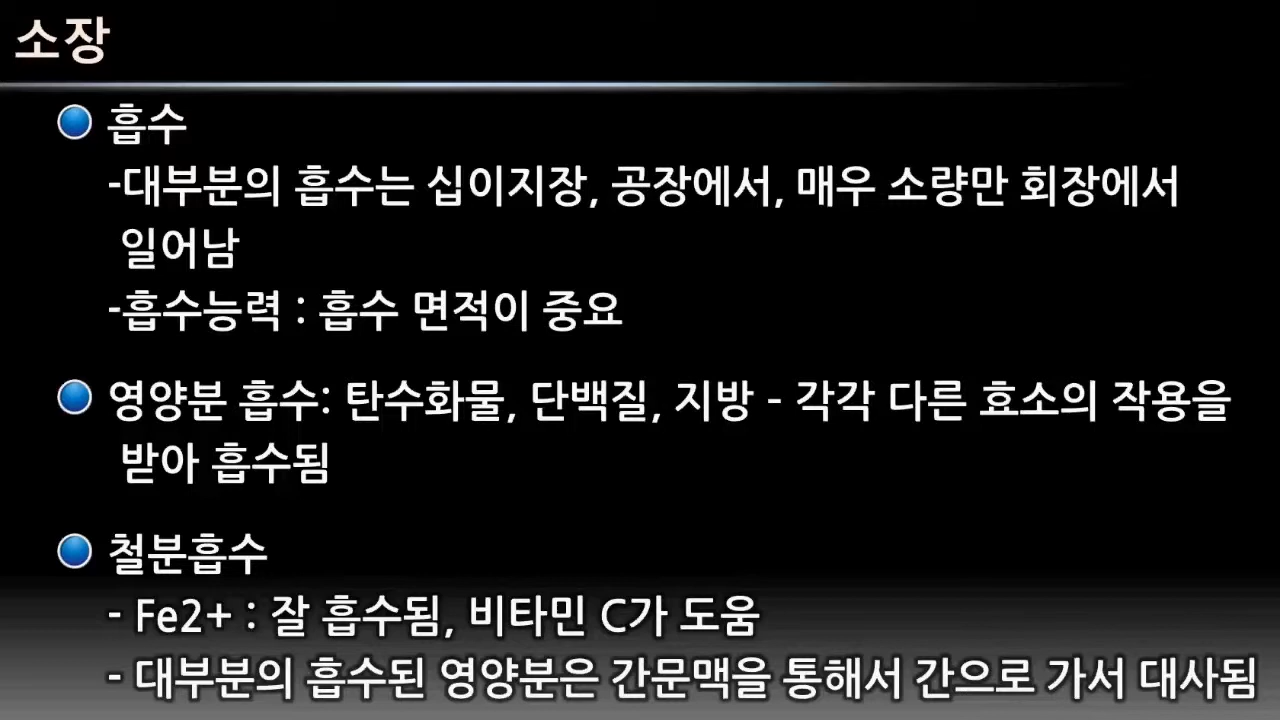 소장
흡수
-대부분의 흡수는 십이지장, 공장에서, 매우 소량만 회장에서
일어남
-흡수능력 : 흡수 면적이 중요
영양분 흡수: 탄수화물, 단백질, 지방 - 각각 다른 효소의 작용을
받아 흡수됨
철분흡수
- Fe2+ : 잘 흡수됨, 비타민 C가 도움
- 대부분의 흡수된 영양분은 간문맥을 통해서 간으로 가서 대사됨